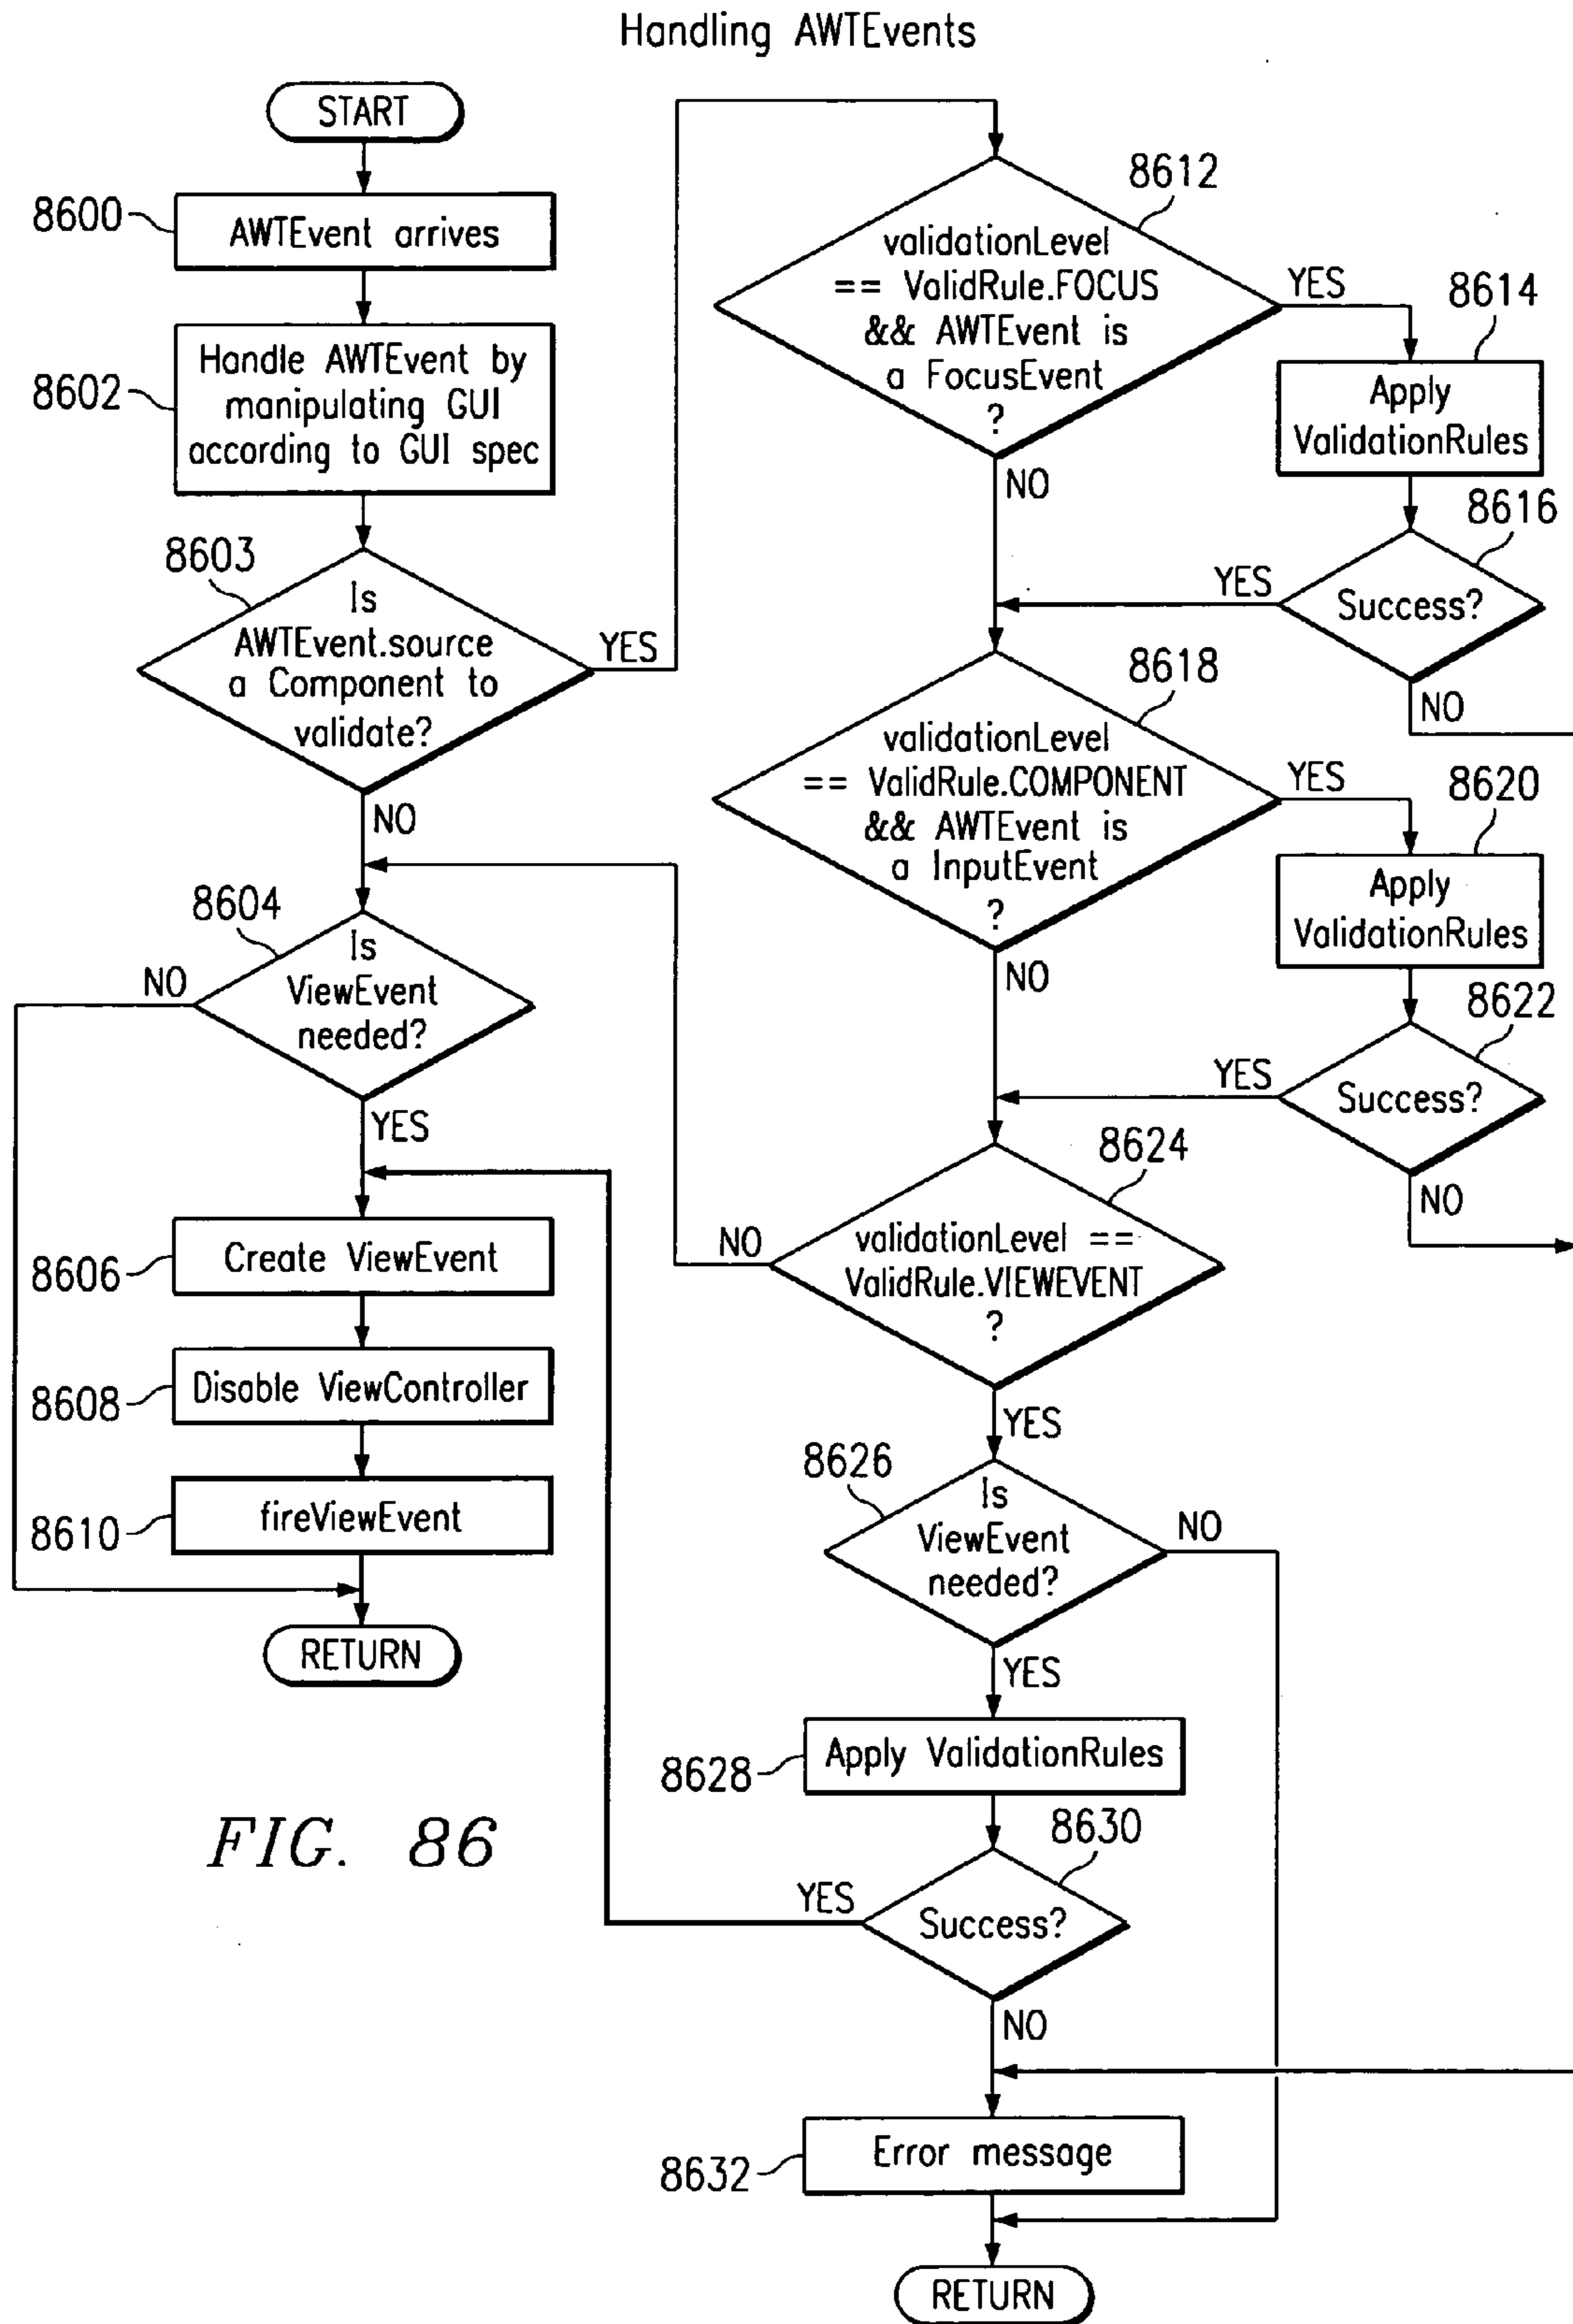 Handling AWTEvents
START
8600
AWTEvent arrives
8602
Handle AWTEvent by
manipulating GUI
according to GUI spec
8603
Is
AWTEvent.source
a Component to
validate?
YES
NO
8604
Is
ViewEvent
needed?
NO
YES
8606
Create ViewEvent
8608
Disable ViewController
8610
fireViewEvent
RETURN
8612
validationLevel
== ValidRule.FOCUS
&& AWTEvent is
a FocusEvent
?
YES
NO
8614
Apply
ValidationRules
8616
Success?
YES
NO
8618
validationLevel
== ValidRule.COMPONENT
&& AWTEvent is
a InputEvent
?
YES
NO
8620
Apply
ValidationRules
8622
Success?
YES
NO
8624
validationLevel ==
ValidRule.VIEWEVENT
?
NO
YES
8626
Is
ViewEvent
needed?
NO
YES
8628
Apply ValidationRules
8630
Success?
YES
NO
8632
Error message
RETURN
FIG. 86